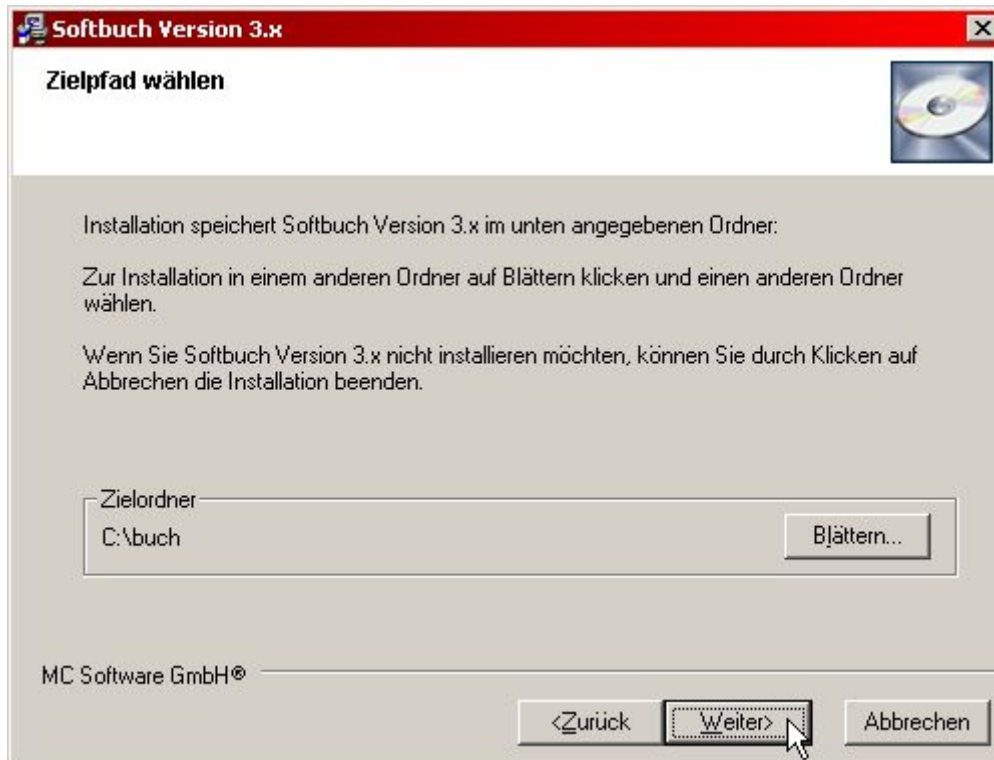 Softbuch Version 3.x
Zielpfad wählen
Installation speichert Softbuch Version 3.x im unten angegebenen Ordner:
Zur Installation in einem anderen Ordner auf Blättern klicken und einen anderen Ordner
wählen.
Wenn Sie Softbuch Version 3.x nicht installieren möchten, können Sie durch Klicken auf
Abbrechen die Installation beenden.
Zielordner
C:\buch
Blättern...
MC Software GmbH®
<Zurück
Weiter>
Abbrechen